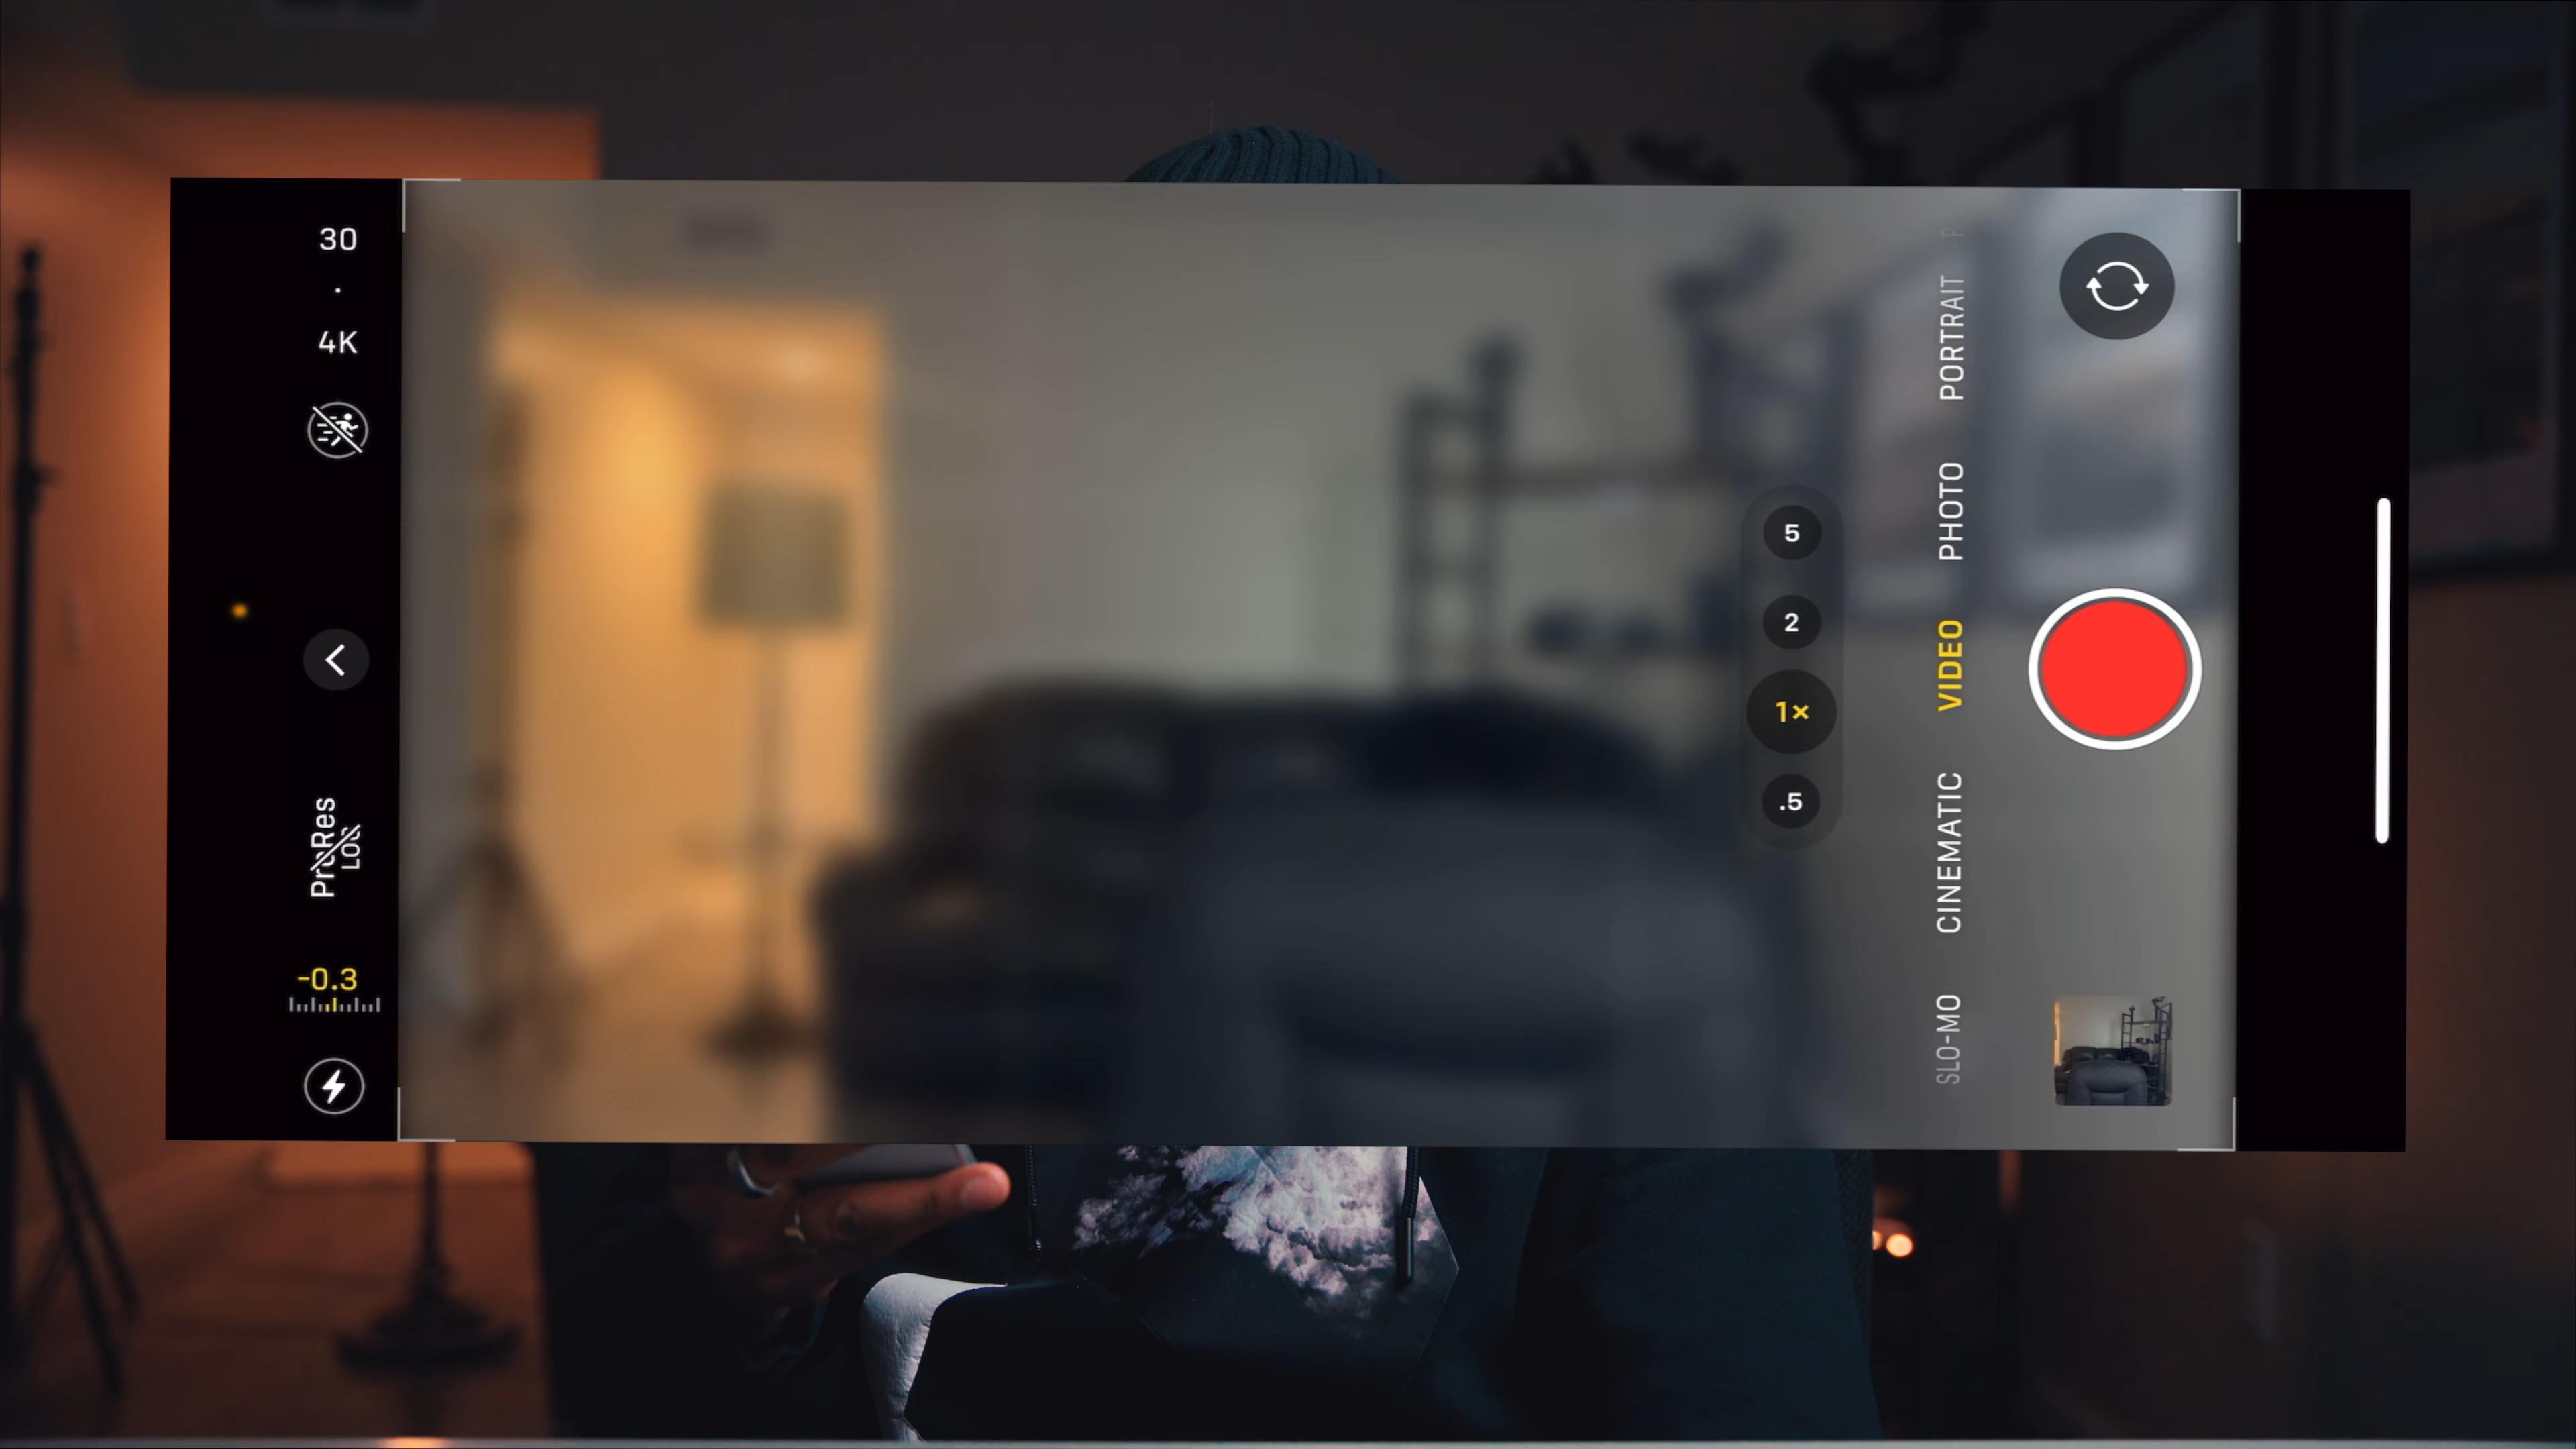 30
·
4K
ProRes
LOG
-0.3
5
2
1×
.5
PORTRAIT
PHOTO
VIDEO
CINEMATIC
SLO-MO